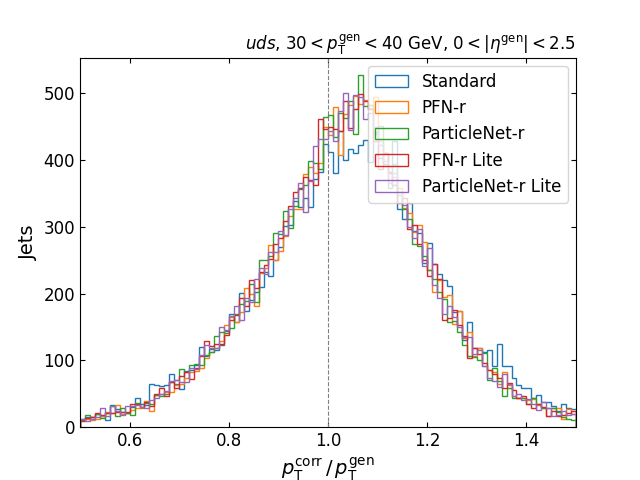 uds, 30 < p_T^gen < 40 GeV, 0 < |η^gen| < 2.5
500
400
300
200
100
0
Jets
Standard
PFN-r
ParticleNet-r
PFN-r Lite
ParticleNet-r Lite
0.6 0.8 1.0 1.2 1.4
p_T^corr / p_T^gen